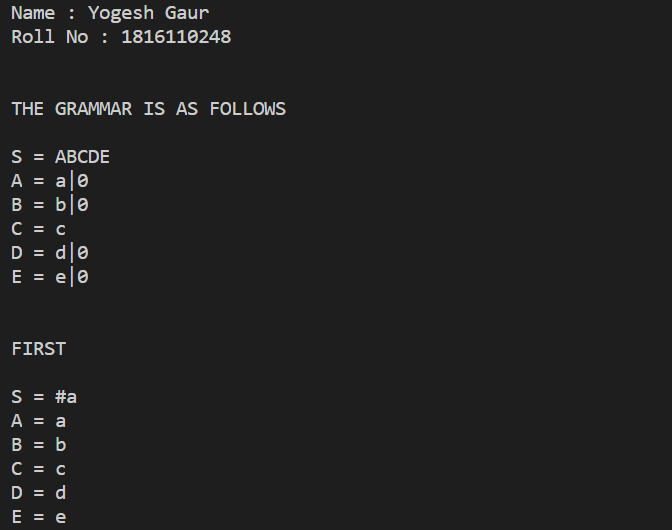 Name : Yogesh Gaur
Roll No : 1816110248
THE GRAMMAR IS AS FOLLOWS
S = ABCDE
A = a|0
B = b|0
C = c
D = d|0
E = e|0
FIRST
S = #a
A = a
B = b
C = c
D = d
E = e